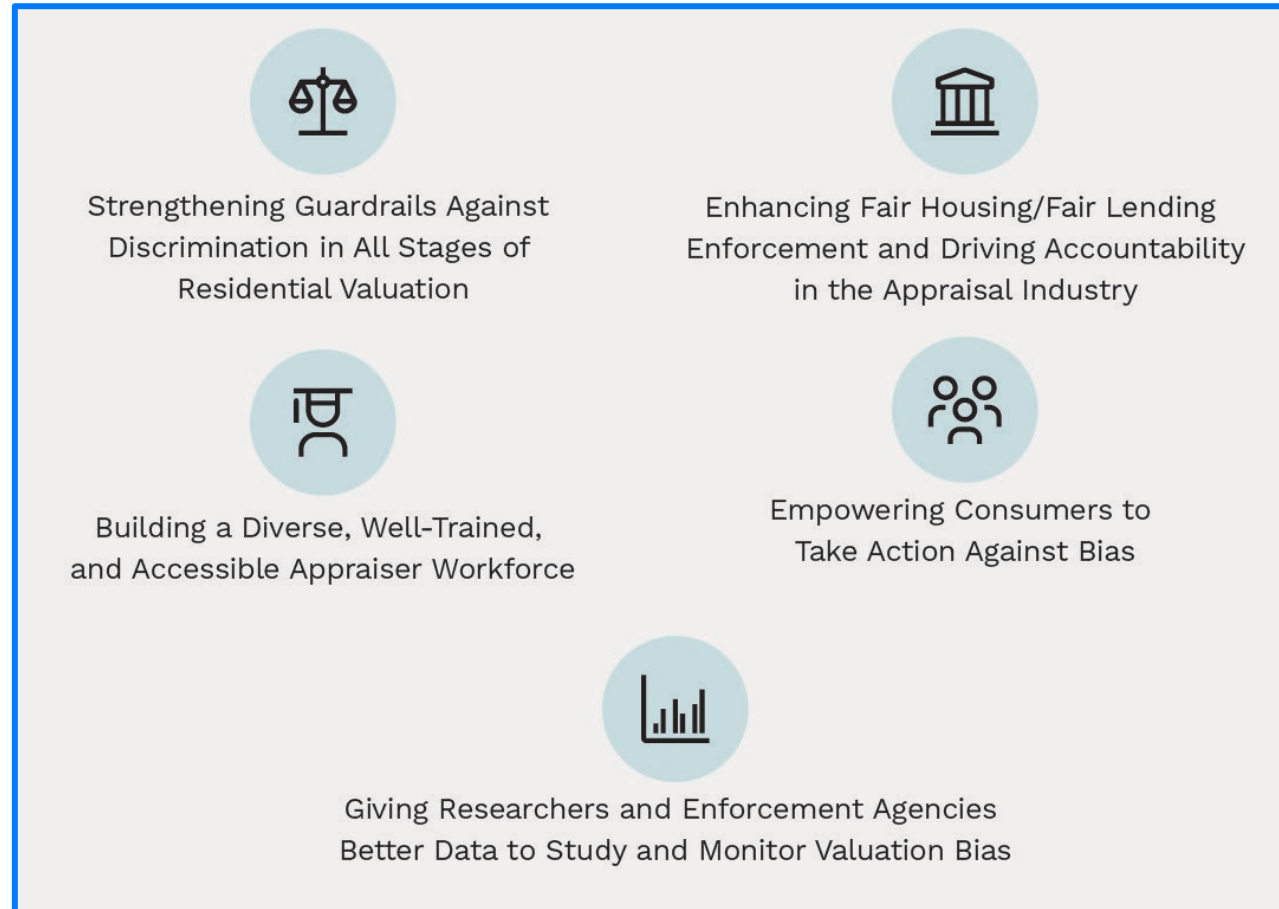 Strengthening Guardrails Against
Discrimination in All Stages of
Residential Valuation
Enhancing Fair Housing/Fair Lending
Enforcement and Driving Accountability
in the Appraisal Industry
Building a Diverse, Well-Trained,
and Accessible Appraiser Workforce
Empowering Consumers to
Take Action Against Bias
Giving Researchers and Enforcement Agencies
Better Data to Study and Monitor Valuation Bias